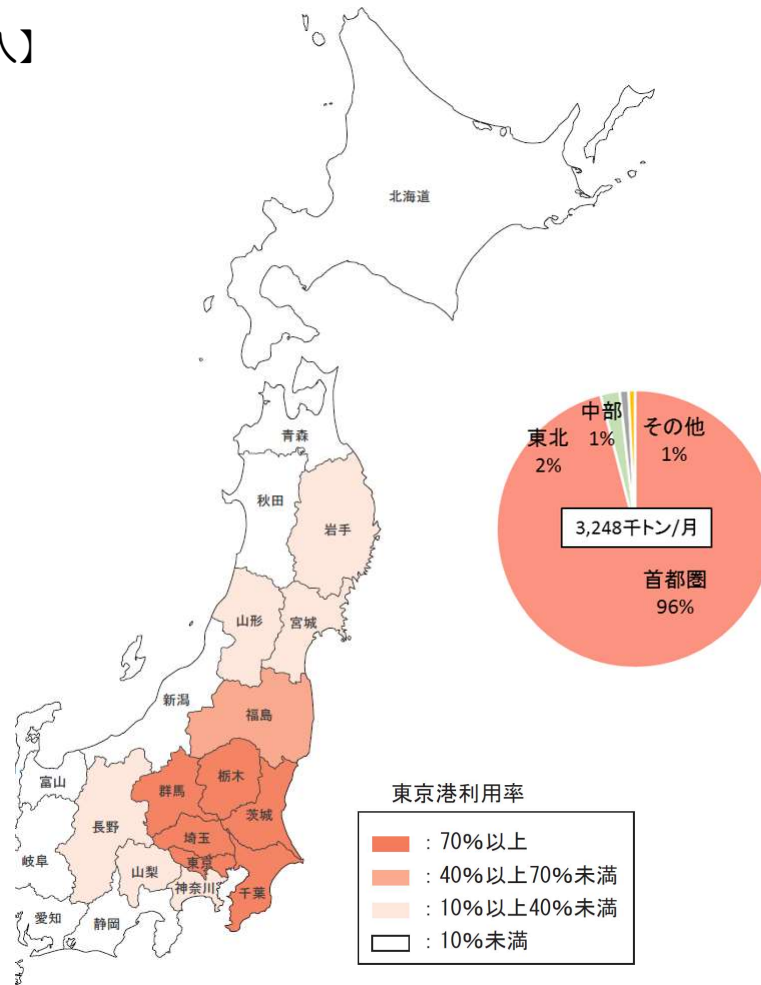 人】
北海道
青森
秋田
岩手
山形
宮城
新潟
福島
富山
群馬
栃木
茨城
長野
埼玉
東京
岐阜
山梨
神奈川
千葉
愛知
静岡
中部
1%
その他
1%
東北
2%
3,248千トン/月
首都圏
96%
東京港利用率
：70%以上
：40%以上70%未満
：10%以上40%未満
：10%未満